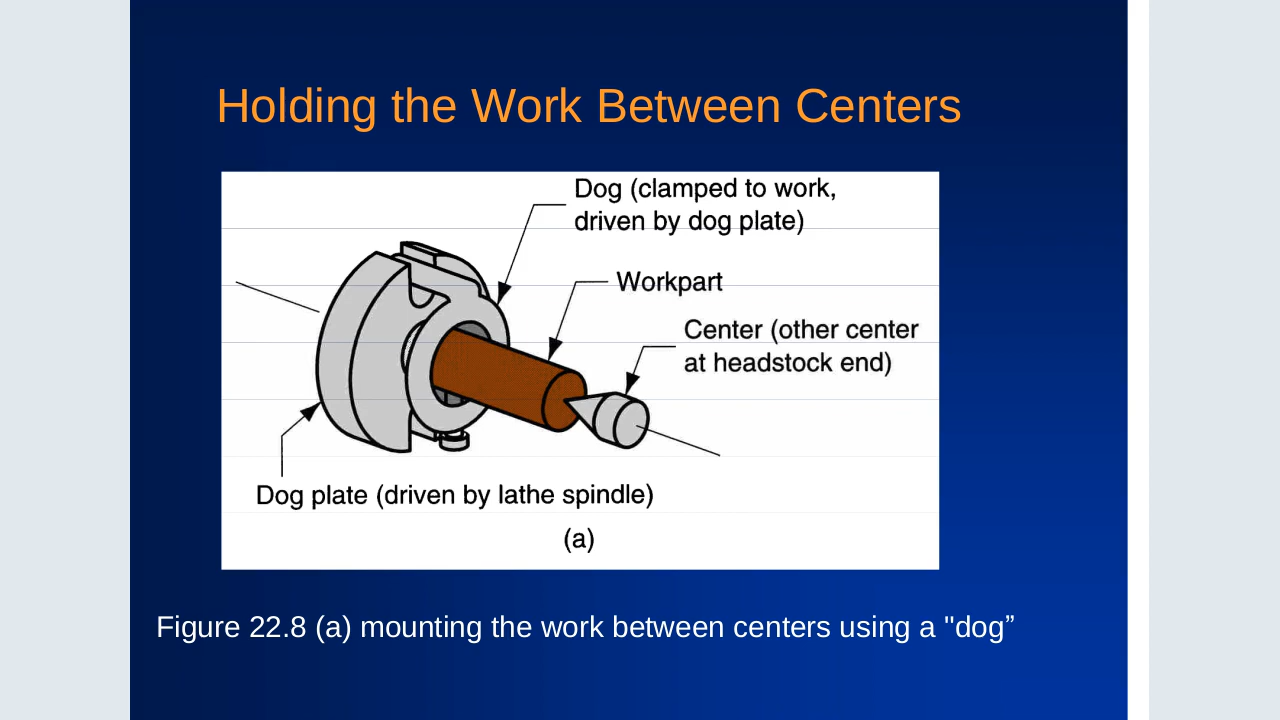 Holding the Work Between Centers
Dog (clamped to work,
driven by dog plate)
Workpart
Center (other center
at headstock end)
Dog plate (driven by lathe spindle)
(a)
Figure 22.8 (a) mounting the work between centers using a "dog”